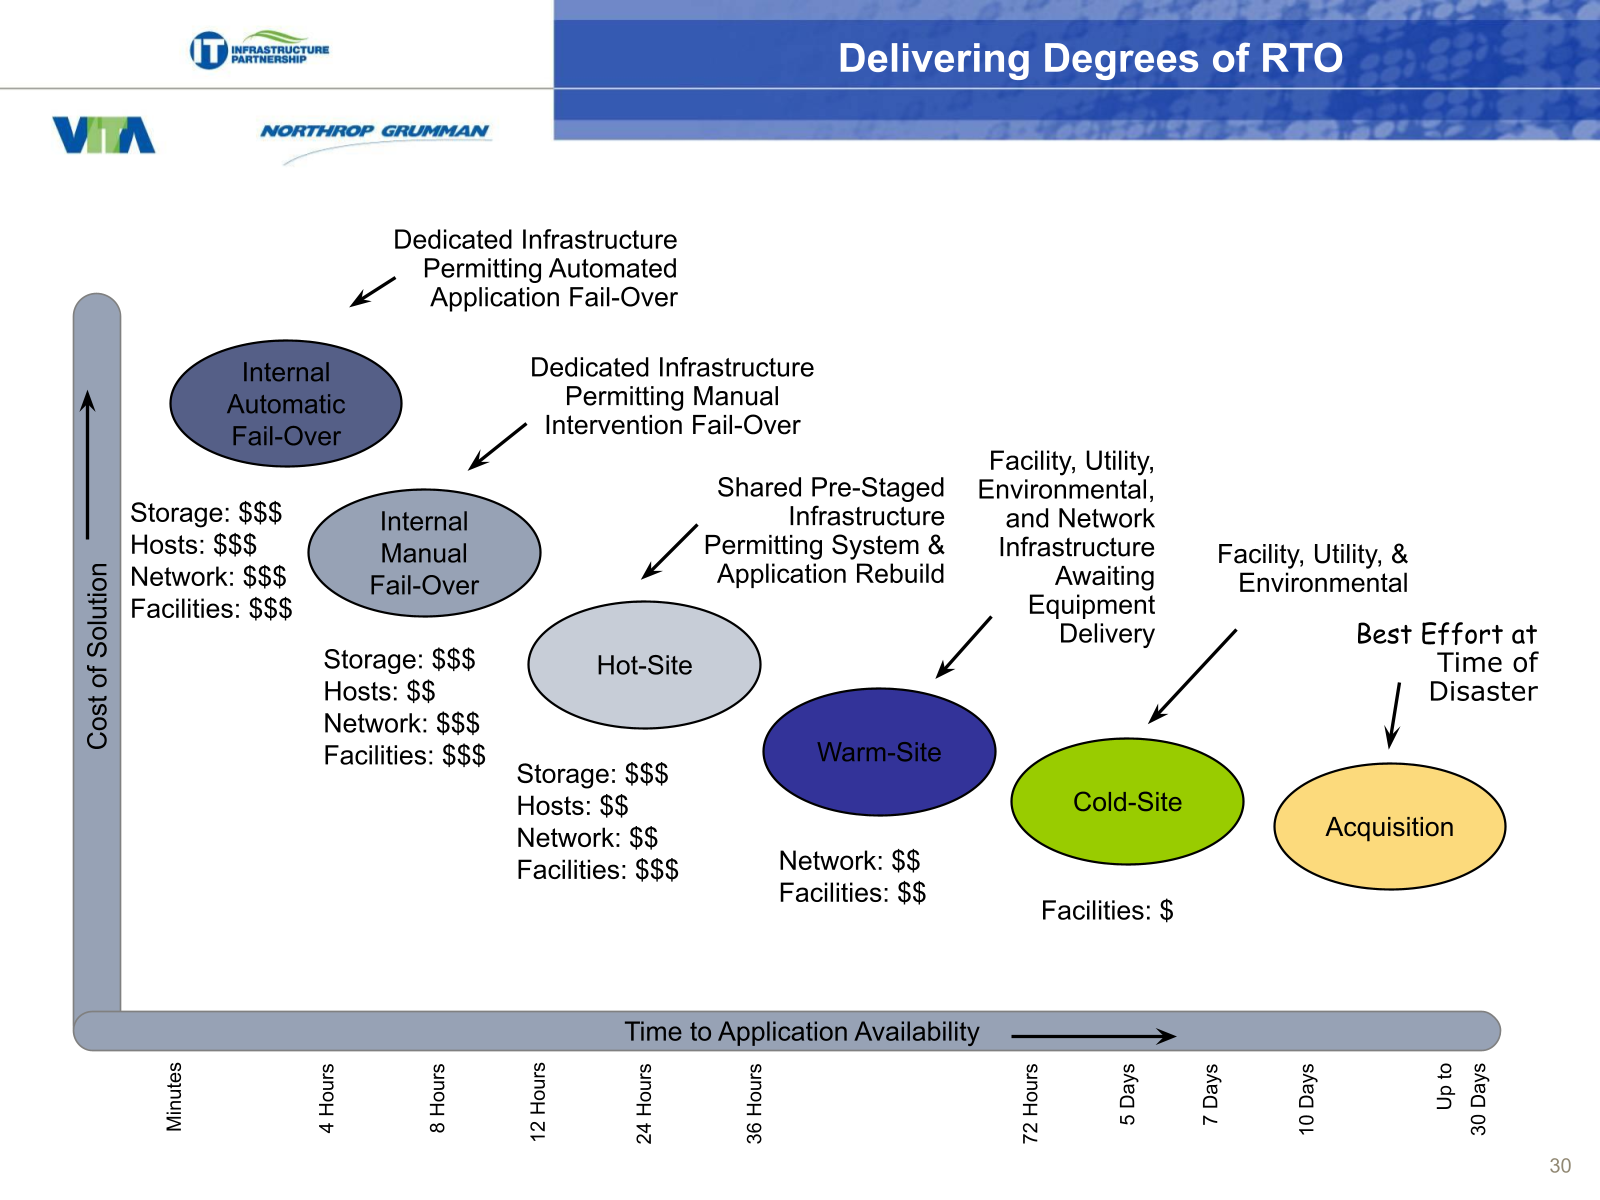 IT INFRASTRUCTURE
PARTNERSHIP
Delivering Degrees of RTO
VITA
NORTHROP GRUMMAN
Dedicated Infrastructure
Permitting Automated
Application Fail-Over
Internal
Automatic
Fail-Over
Storage: $$$
Hosts: $$$
Network: $$$
Facilities: $$$
Dedicated Infrastructure
Permitting Manual
Intervention Fail-Over
Internal
Manual
Fail-Over
Storage: $$$
Hosts: $$
Network: $$$
Facilities: $$$
Shared Pre-Staged
Infrastructure
Permitting System &
Application Rebuild
Hot-Site
Storage: $$$
Hosts: $$
Network: $$
Facilities: $$$
Facility, Utility,
Environmental,
and Network
Infrastructure
Awaiting
Equipment
Delivery
Warm-Site
Network: $$
Facilities: $$
Facility, Utility, &
Environmental
Cold-Site
Facilities: $
Best Effort at
Time of
Disaster
Acquisition
Cost of Solution
Time to Application Availability
Minutes
4 Hours
8 Hours
12 Hours
24 Hours
36 Hours
72 Hours
5 Days
7 Days
10 Days
Up to
30 Days
30